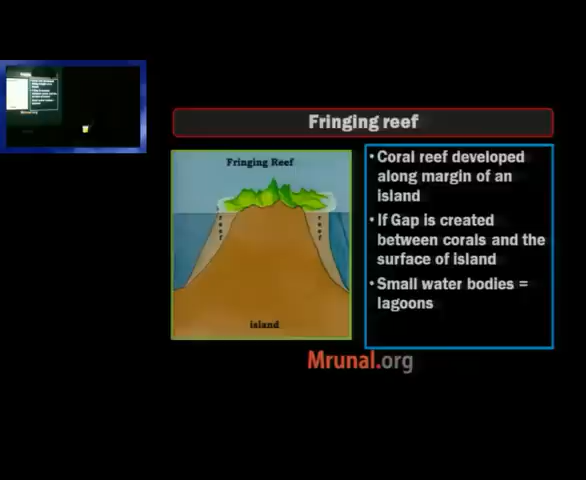 Fringing reef
Fringing Reef
reef
reef
island
• Coral reef developed
along margin of an
island
• If Gap is created
between corals and the
surface of island
• Small water bodies =
lagoons
Mrunal.org